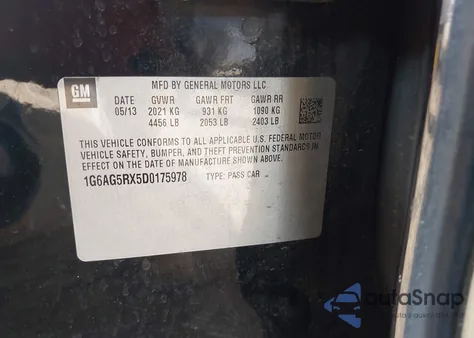 GM
MFD BY GENERAL MOTORS LLC
DATE GVWR GAWR FRT GAWR RR
05/13 2021 KG 931 KG 1090 KG
4456 LB 2053 LB 2403 LB
THIS VEHICLE CONFORMS TO ALL APPLICABLE U.S. FEDERAL MOTOR
VEHICLE SAFETY, BUMPER, AND THEFT PREVENTION STANDARDS IN
EFFECT ON THE DATE OF MANUFACTURE SHOWN ABOVE.
1G6AG5RX5D0175978 TYPE: PASS CAR
autaSnap